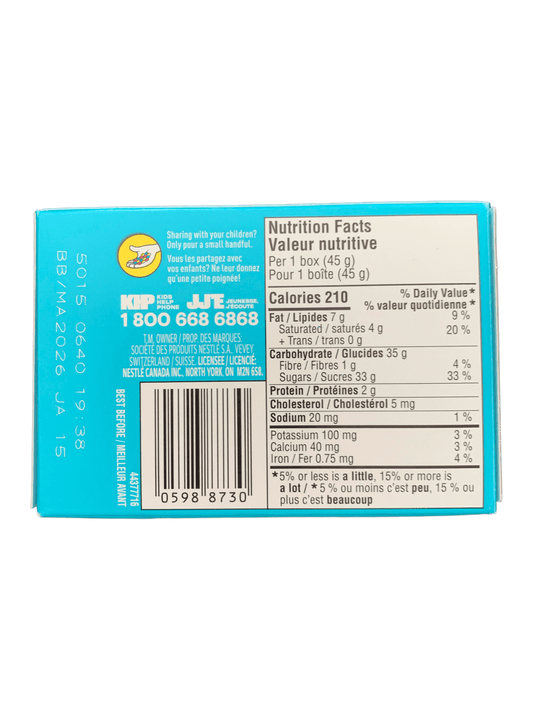 Sharing with your children?
Only pour a small handful.
Vous les partagez avec
vos enfants? Ne leur donnez
qu'une petite poignée!
KHP KIDS HELP PHONE JJ'E JEUNESSE, J'ÉCOUTE
1 800 668 6868
T.M. OWNER / PROP. DES MARQUES:
SOCIÉTÉ DES PRODUITS NESTLÉ S.A. VEVEY,
SWITZERLAND / SUISSE. LICENSEE / LICENCIÉ:
NESTLÉ CANADA INC. NORTH YORK ON M2N 6S8.
0598 8730
BEST BEFORE / MEILLEUR AVANT
44377716
5015 0640 19:38
BB/MA 2026 JA 15
Nutrition Facts
Valeur nutritive
Per 1 box (45 g)
Pour 1 boîte (45 g)
Calories 210 % Daily Value*
% valeur quotidienne*
Fat / Lipides 7 g 9 %
Saturated / saturés 4 g 20 %
+ Trans / trans 0 g
Carbohydrate / Glucides 35 g
Fibre / Fibres 1 g 4 %
Sugars / Sucres 33 g 33 %
Protein / Protéines 2 g
Cholesterol / Cholestérol 5 mg
Sodium 20 mg 1 %
Potassium 100 mg 3 %
Calcium 40 mg 3 %
Iron / Fer 0.75 mg 4 %
*5% or less is a little, 15% or more is
a lot / *5 % ou moins c'est peu, 15 % ou
plus c'est beaucoup